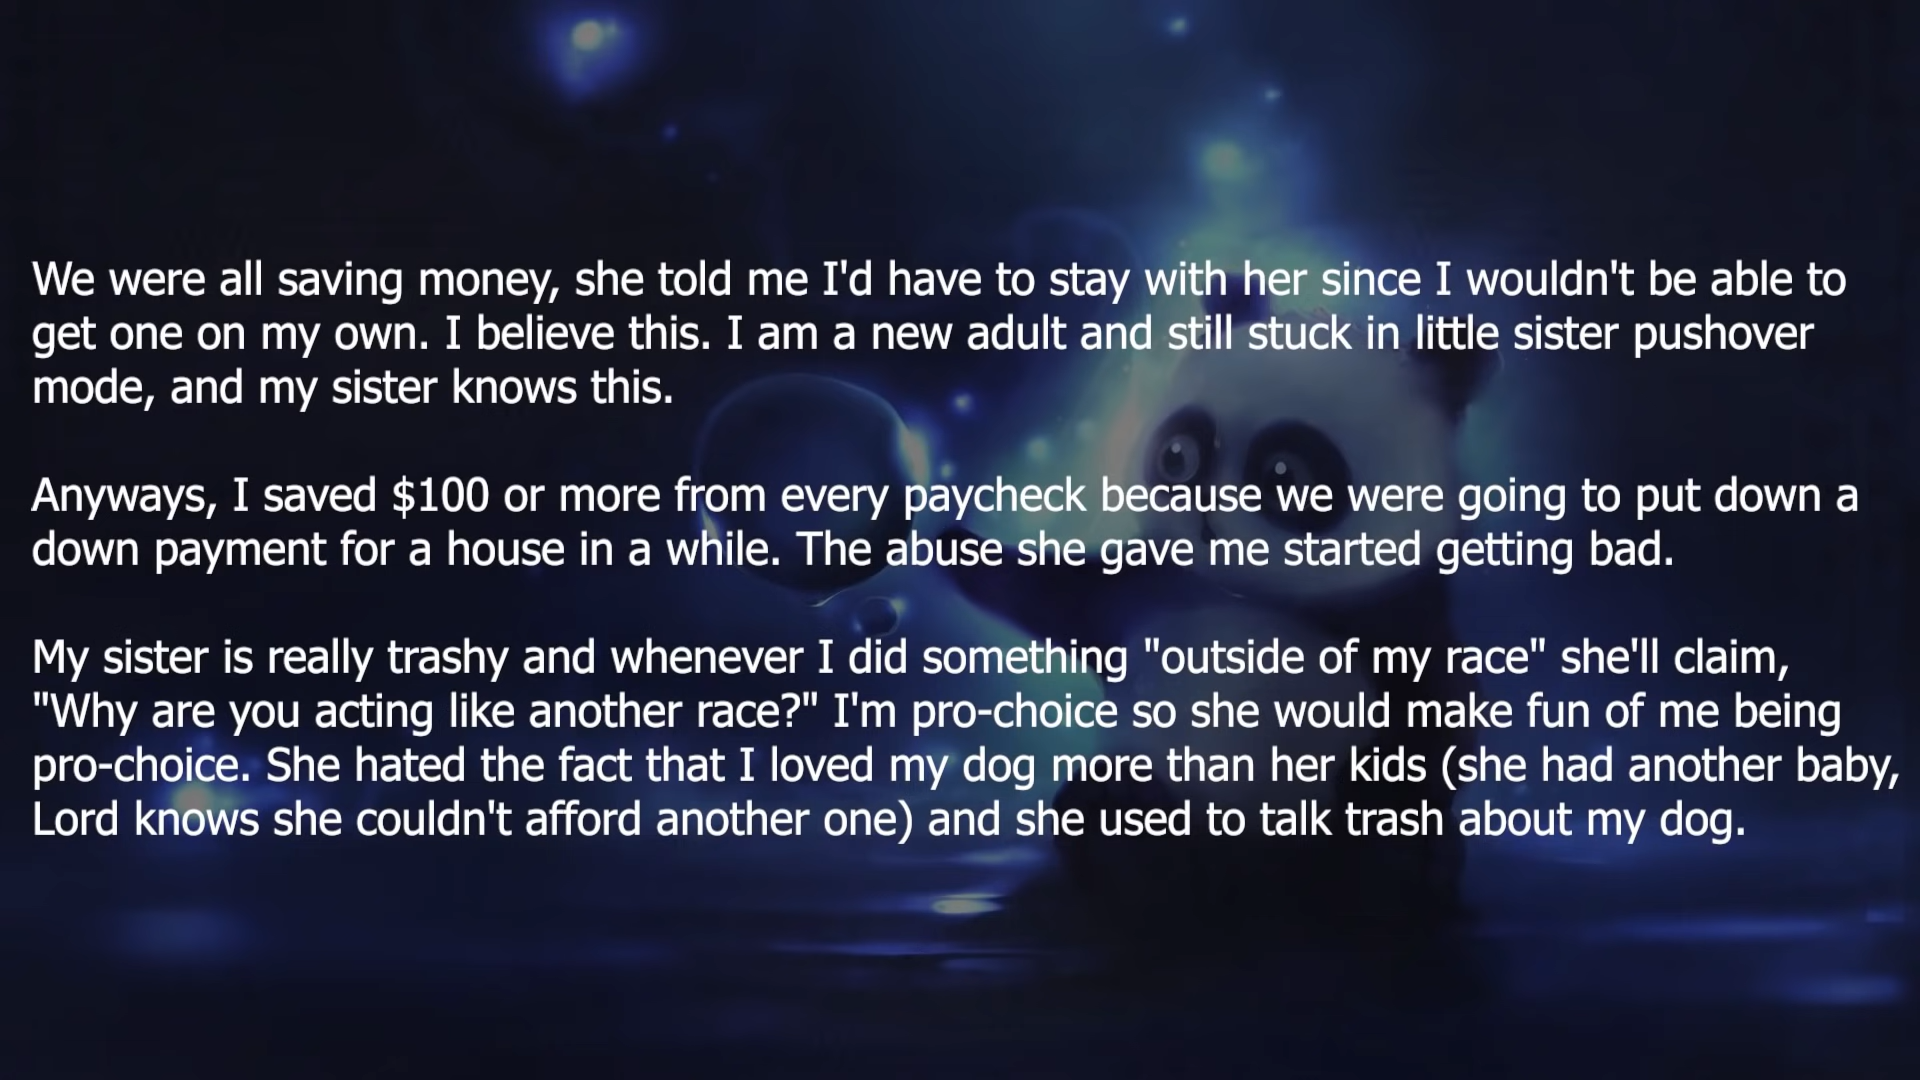 We were all saving money, she told me I'd have to stay with her since I wouldn't be able to
get one on my own. I believe this. I am a new adult and still stuck in little sister pushover
mode, and my sister knows this.
Anyways, I saved $100 or more from every paycheck because we were going to put down a
down payment for a house in a while. The abuse she gave me started getting bad.
My sister is really trashy and whenever I did something "outside of my race" she'll claim,
"Why are you acting like another race?" I'm pro-choice so she would make fun of me being
pro-choice. She hated the fact that I loved my dog more than her kids (she had another baby,
Lord knows she couldn't afford another one) and she used to talk trash about my dog.